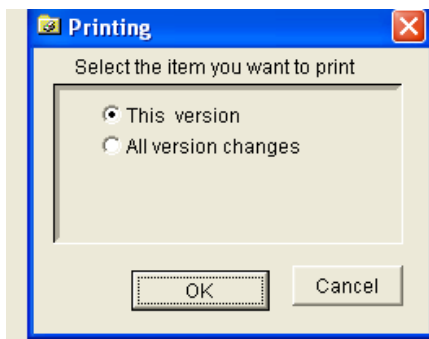 Printing
Select the item you want to print
This version
All version changes
OK
Cancel